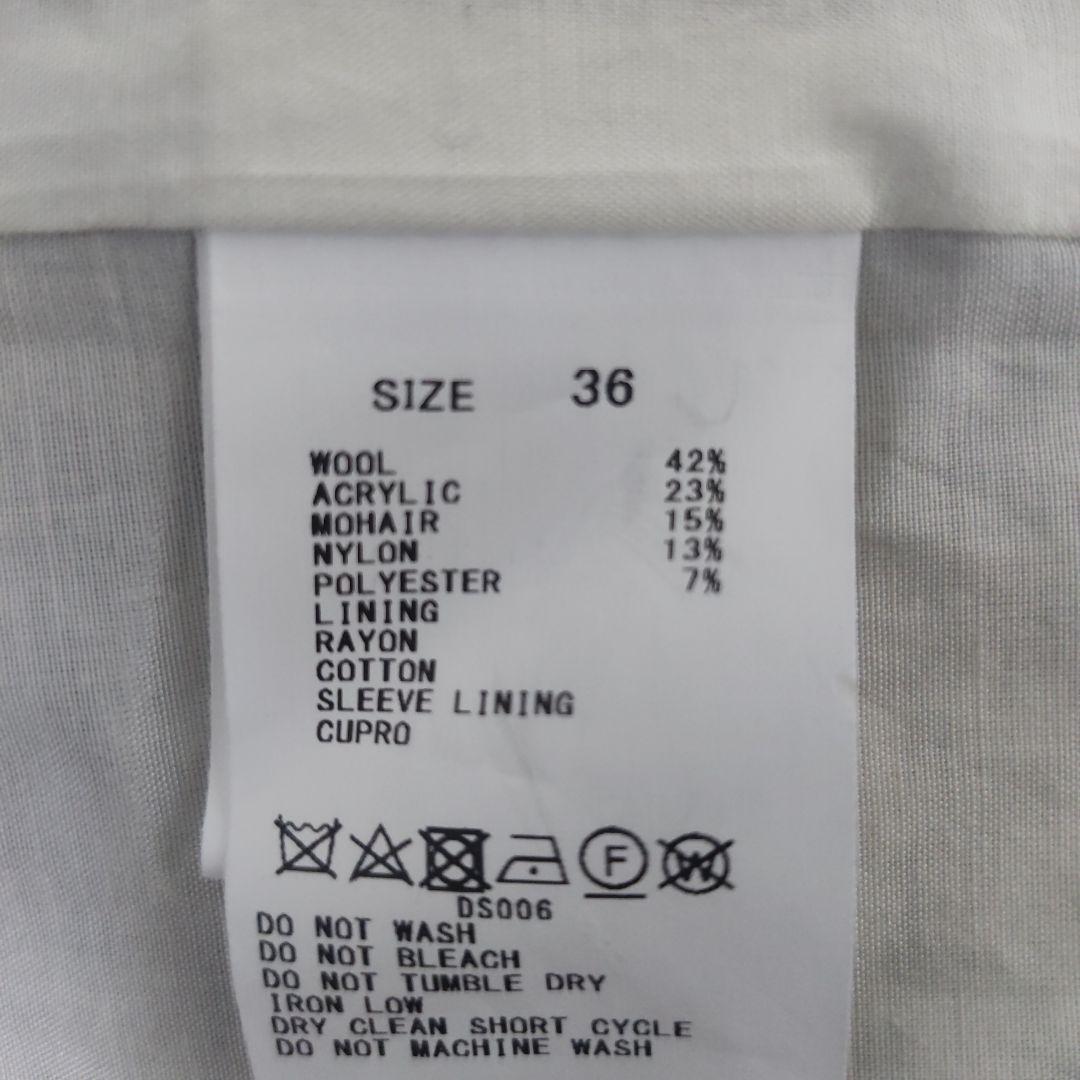 SIZE 36
WOOL 42%
ACRYLIC 23%
MOHAIR 15%
NYLON 13%
POLYESTER 7%
LINING
RAYON
COTTON
SLEEVE LINING
CUPRO
F W
DS006
DO NOT WASH
DO NOT BLEACH
DO NOT TUMBLE DRY
IRON LOW
DRY CLEAN SHORT CYCLE
DO NOT MACHINE WASH